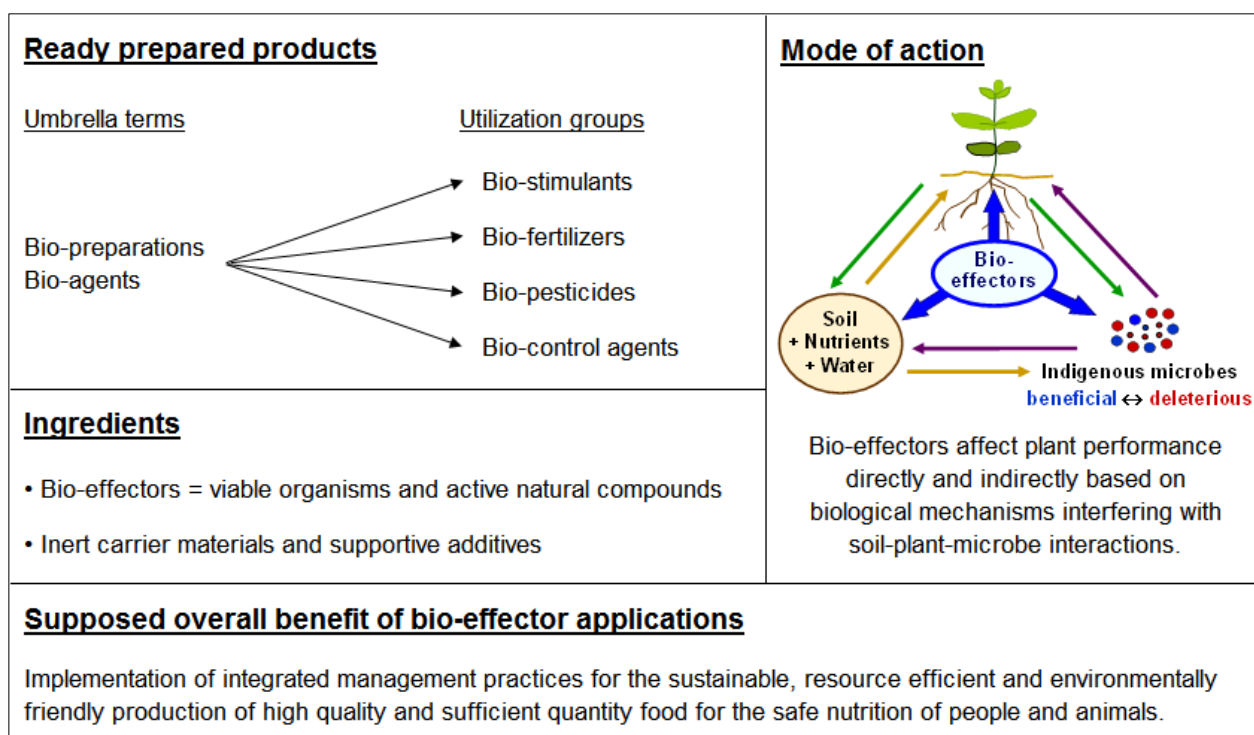 Ready prepared products
Umbrella terms
Utilization groups
Bio-preparations
Bio-agents
Bio-stimulants
Bio-fertilizers
Bio-pesticides
Bio-control agents
Ingredients
• Bio-effectors = viable organisms and active natural compounds
• Inert carrier materials and supportive additives
Mode of action
Bio-
effectors
Soil
+ Nutrients
+ Water
Indigenous microbes
beneficial ↔ deleterious
Bio-effectors affect plant performance
directly and indirectly based on
biological mechanisms interfering with
soil-plant-microbe interactions.
Supposed overall benefit of bio-effector applications
Implementation of integrated management practices for the sustainable, resource efficient and environmentally
friendly production of high quality and sufficient quantity food for the safe nutrition of people and animals.